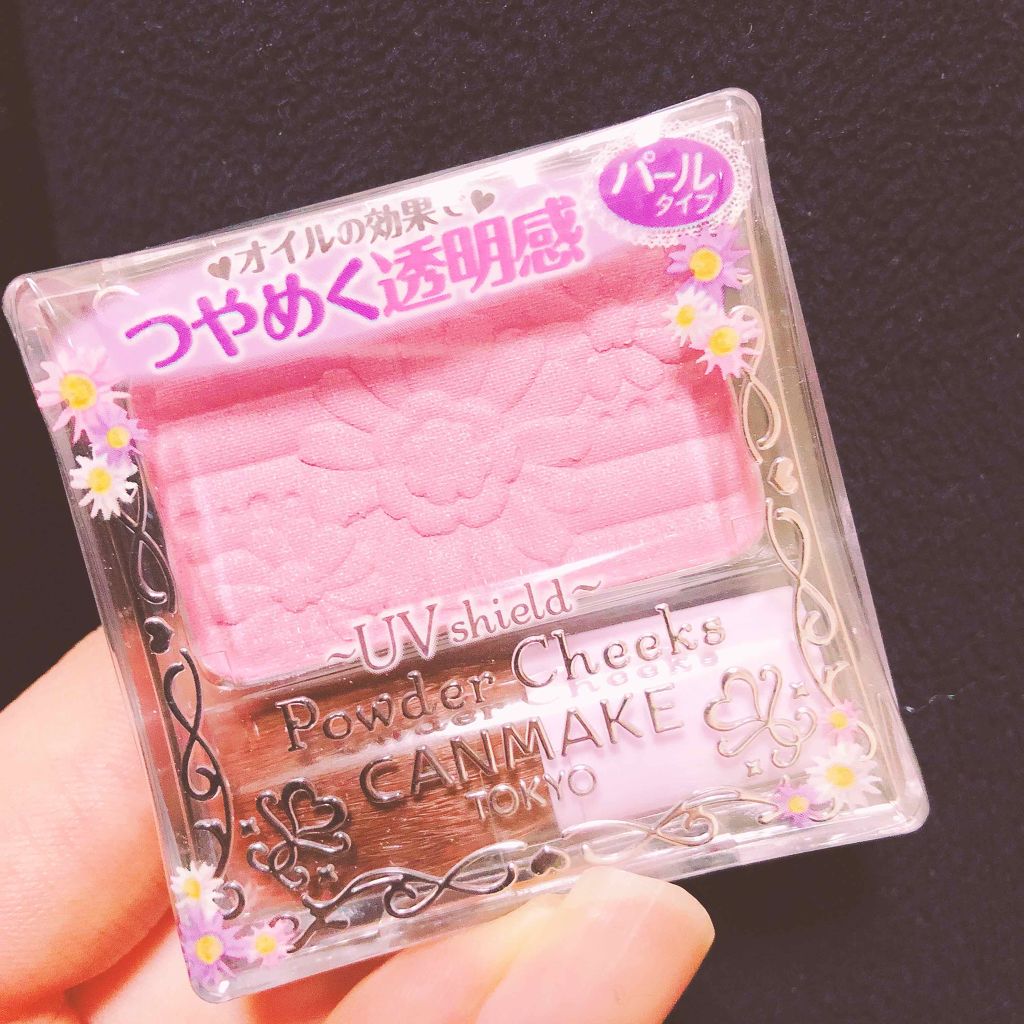 パール
タイプ
♥オイルの効果で♥
つやめく透明感
~UV shield~
Powder Cheeks
CANMAKE
TOKYO